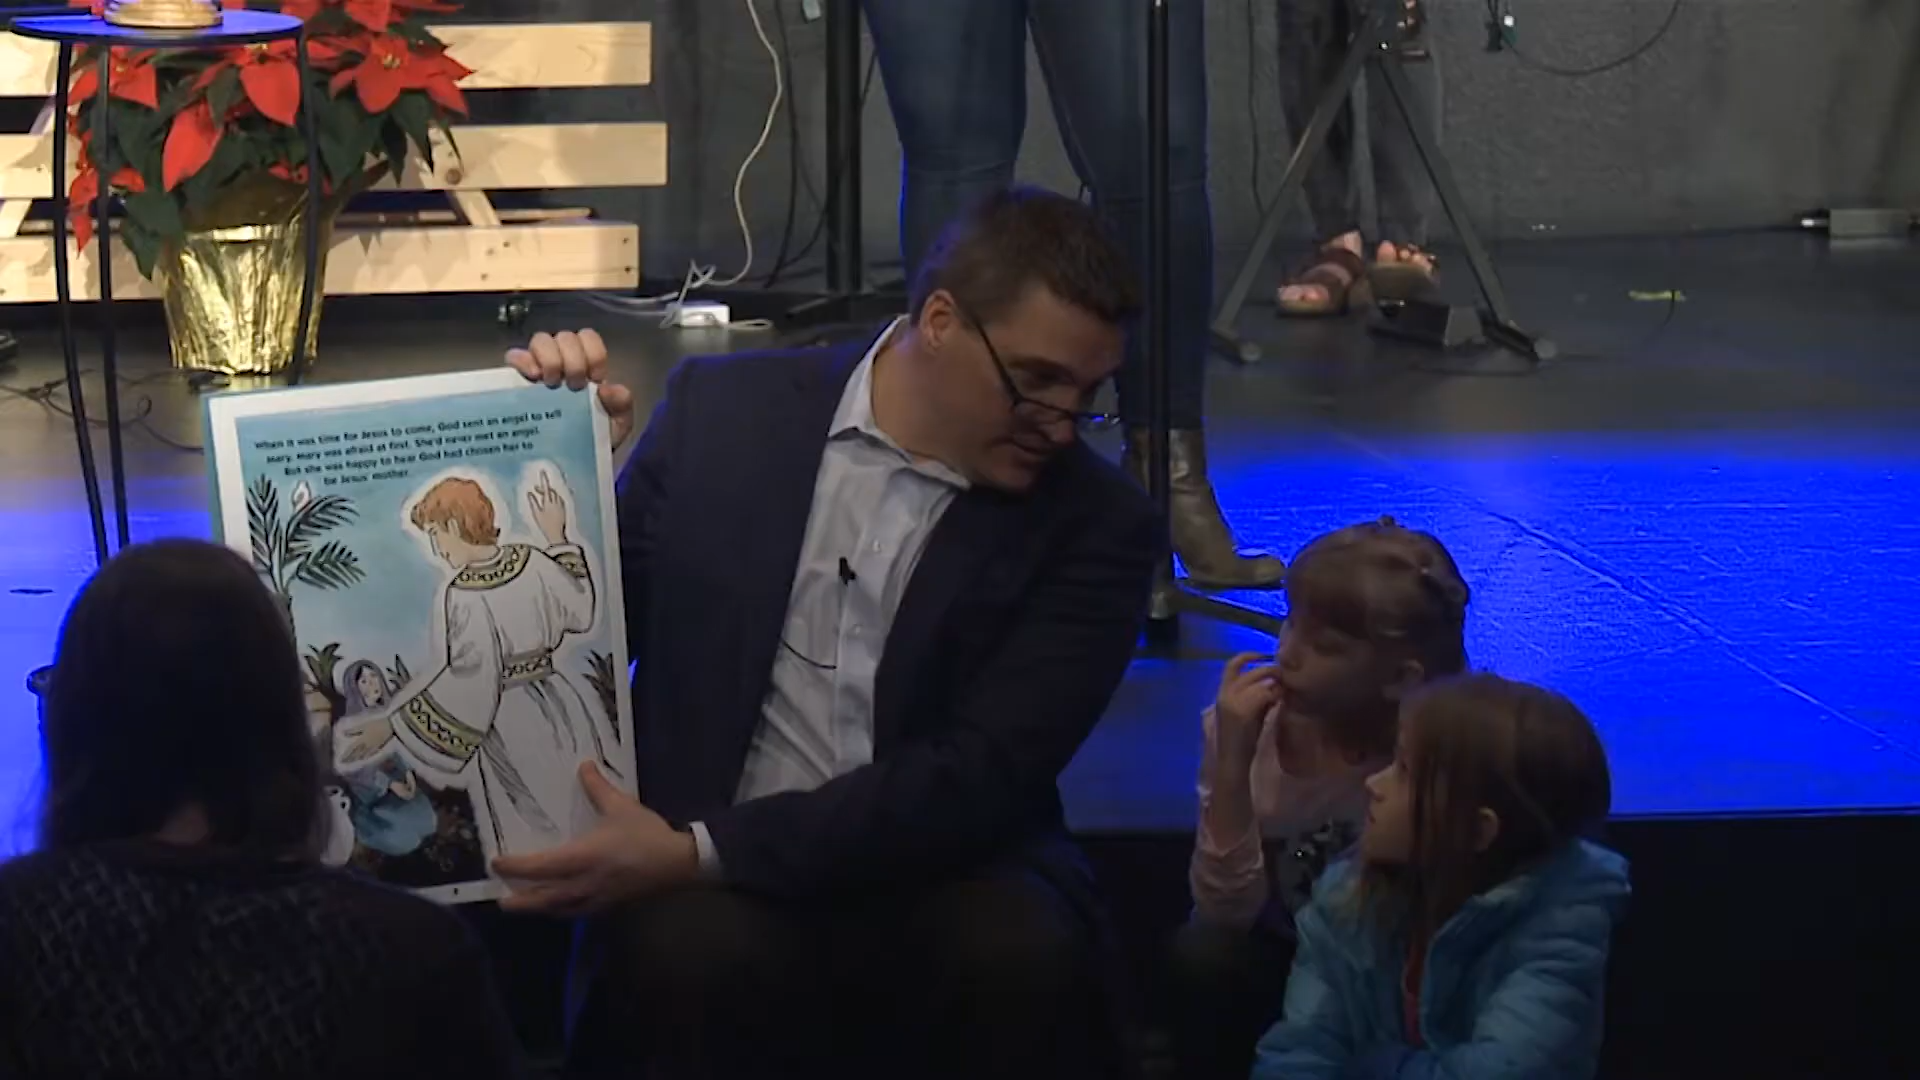 When it was time for Jesus to come, God sent an angel to tell
Mary. Mary was afraid at first. She'd never met an angel.
But she was happy to hear God had chosen her to
be Jesus' mother.